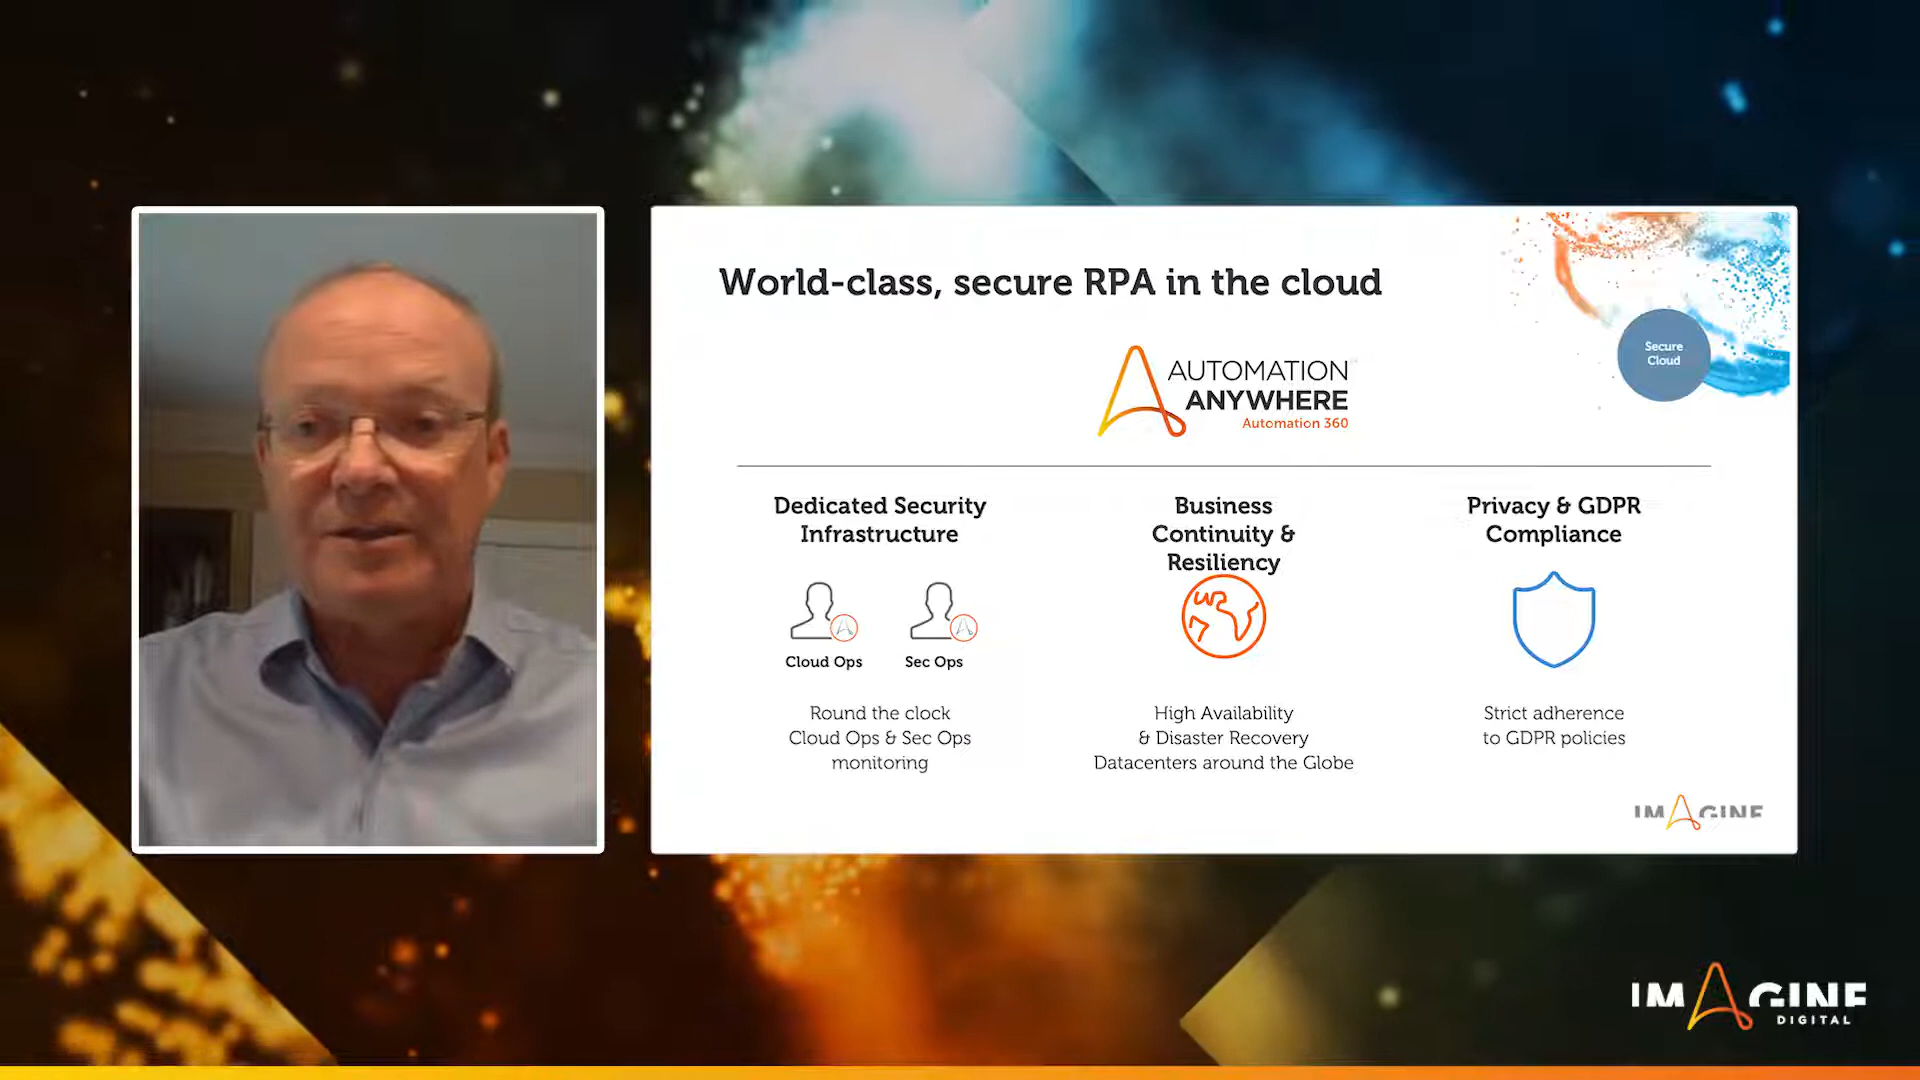 World-class, secure RPA in the cloud
Secure
Cloud
AUTOMATION
ANYWHERE
Automation 360
Dedicated Security
Infrastructure
Cloud Ops
Sec Ops
Round the clock
Cloud Ops & Sec Ops
monitoring
Business
Continuity &
Resiliency
High Availability
& Disaster Recovery
Datacenters around the Globe
Privacy & GDPR
Compliance
Strict adherence
to GDPR policies
IMAGINE
IMAGINE
DIGITAL